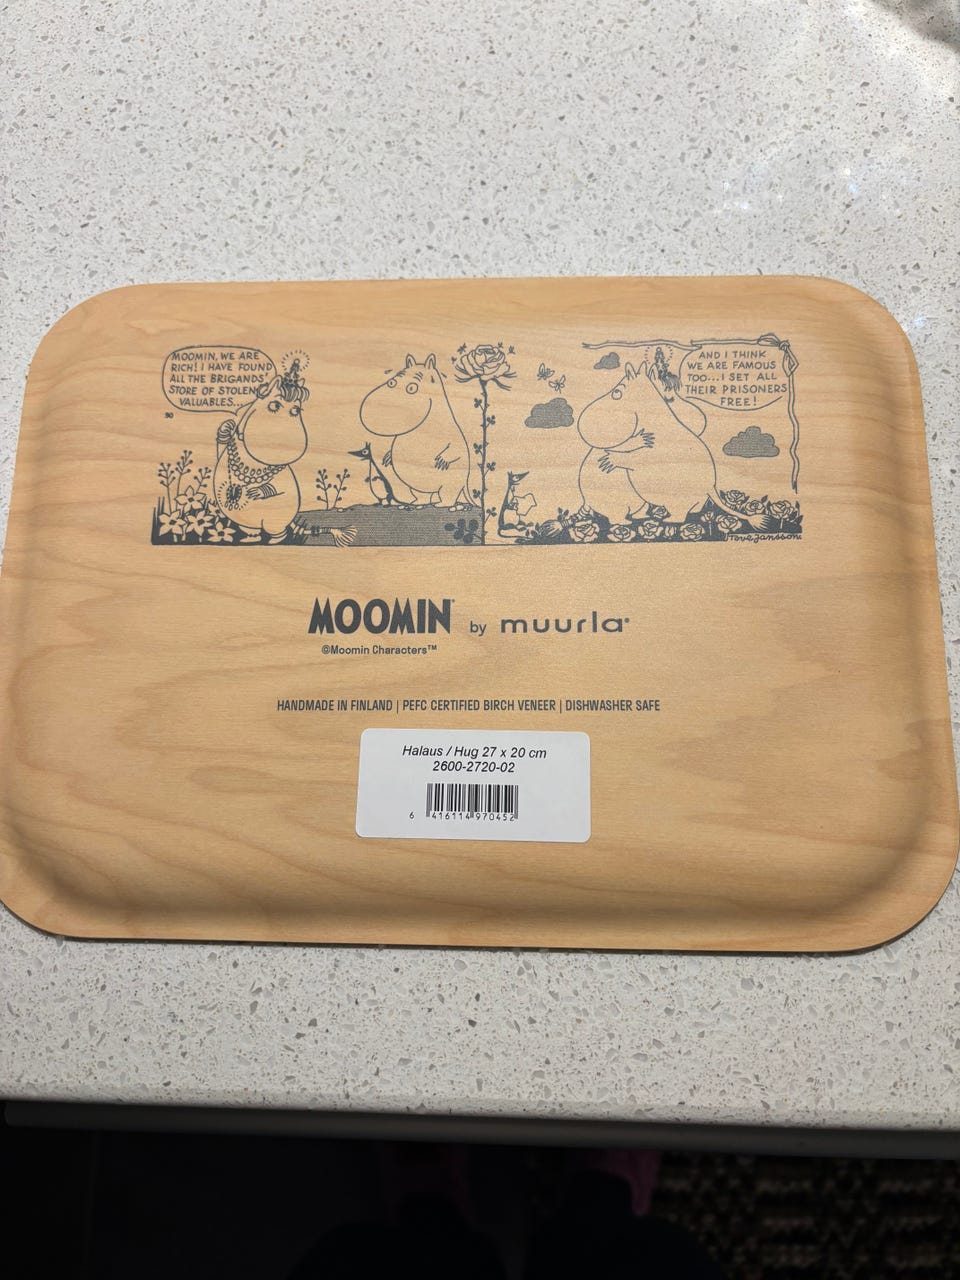 MOOMIN, WE ARE
RICH! I HAVE FOUND
ALL THE BRIGANDS'
STORE OF STOLEN
VALUABLES...
90
AND I THINK
WE ARE FAMOUS
TOO...I SET ALL
THEIR PRISONERS
FREE!
Tove Jansson
MOOMIN® by muurla®
©Moomin Characters™
HANDMADE IN FINLAND | PEFC CERTIFIED BIRCH VENEER | DISHWASHER SAFE
Halaus / Hug 27 x 20 cm
2600-2720-02
6 416114 970452